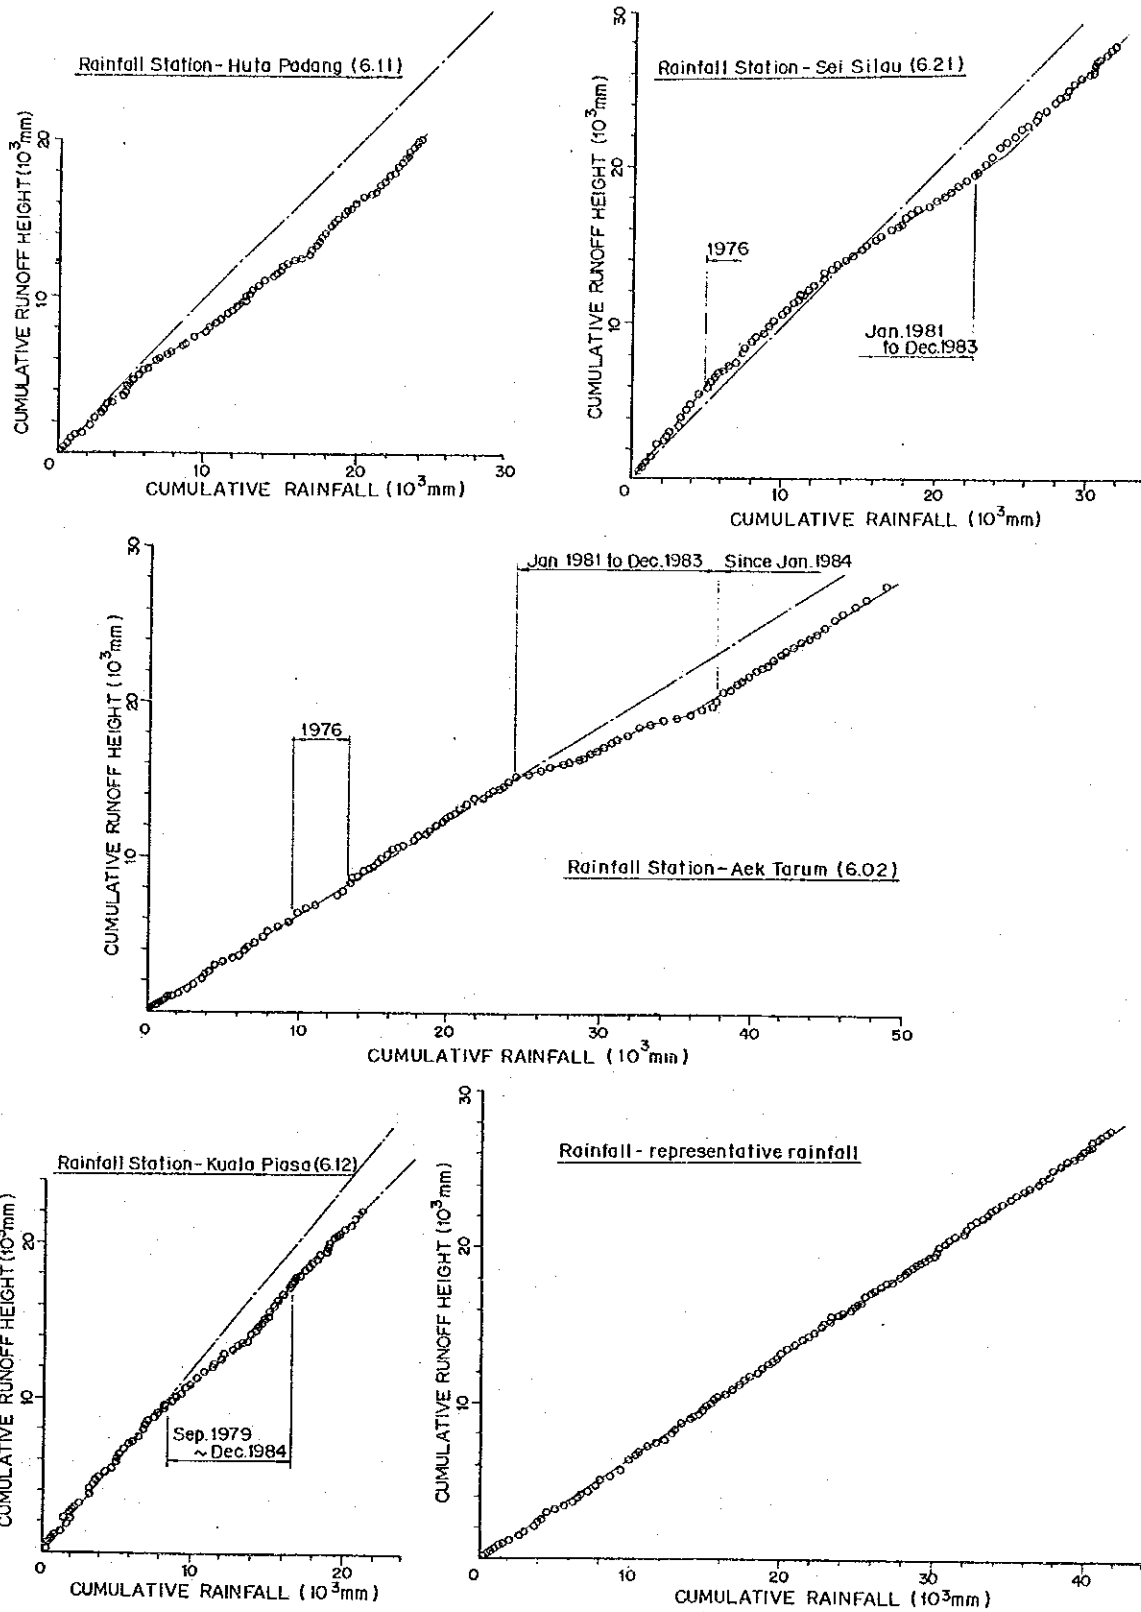 Rainfall Station-Huta Padang (6.11)
CUMULATIVE RUNOFF HEIGHT (10³mm)
20
10
0
10
20
30
CUMULATIVE RAINFALL (10³mm)
Rainfall Station-Sei Silau (6.21)
CUMULATIVE RUNOFF HEIGHT (10³mm)
30
20
10
1976
Jan.1981
to Dec.1983
0
10
20
30
CUMULATIVE RAINFALL (10³mm)
CUMULATIVE RUNOFF HEIGHT (10³mm)
30
20
10
Jan 1981 to Dec.1983
Since Jan.1984
1976
Rainfall Station-Aek Tarum (6.02)
0
10
20
30
40
50
CUMULATIVE RAINFALL (10³mm)
Rainfall Station-Kuala Piasa (6.12)
CUMULATIVE RUNOFF HEIGHT (10³mm)
20
10
Sep.1979
~Dec.1984
0
10
20
CUMULATIVE RAINFALL (10³mm)
Rainfall - representative rainfall
CUMULATIVE RUNOFF HEIGHT (10³mm)
30
20
10
0
10
20
30
40
CUMULATIVE RAINFALL (10³mm)